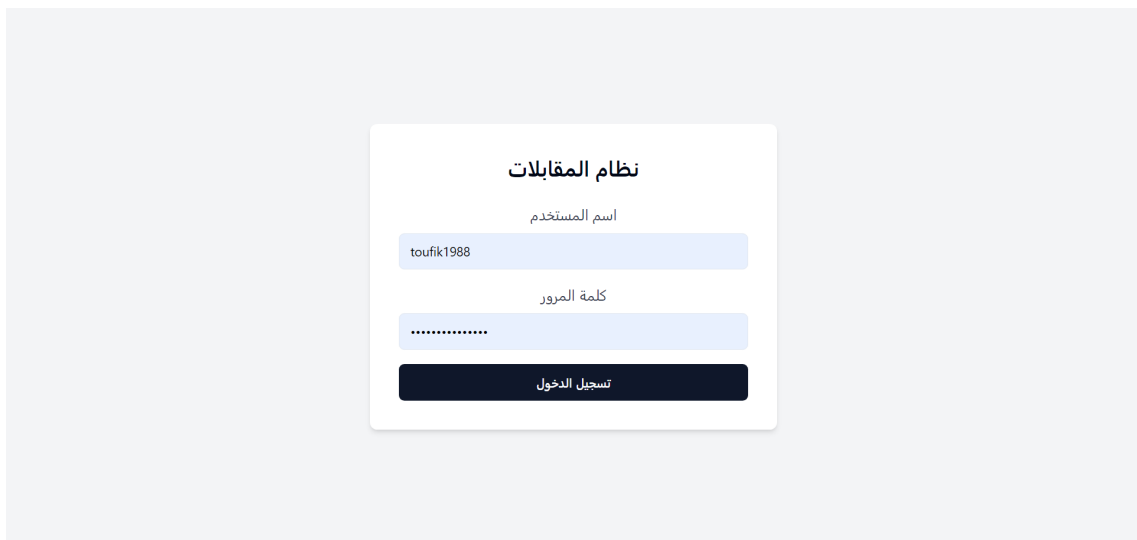 نظام المقابلات
اسم المستخدم
toufik1988
كلمة المرور
•••••••••••••••
تسجيل الدخول